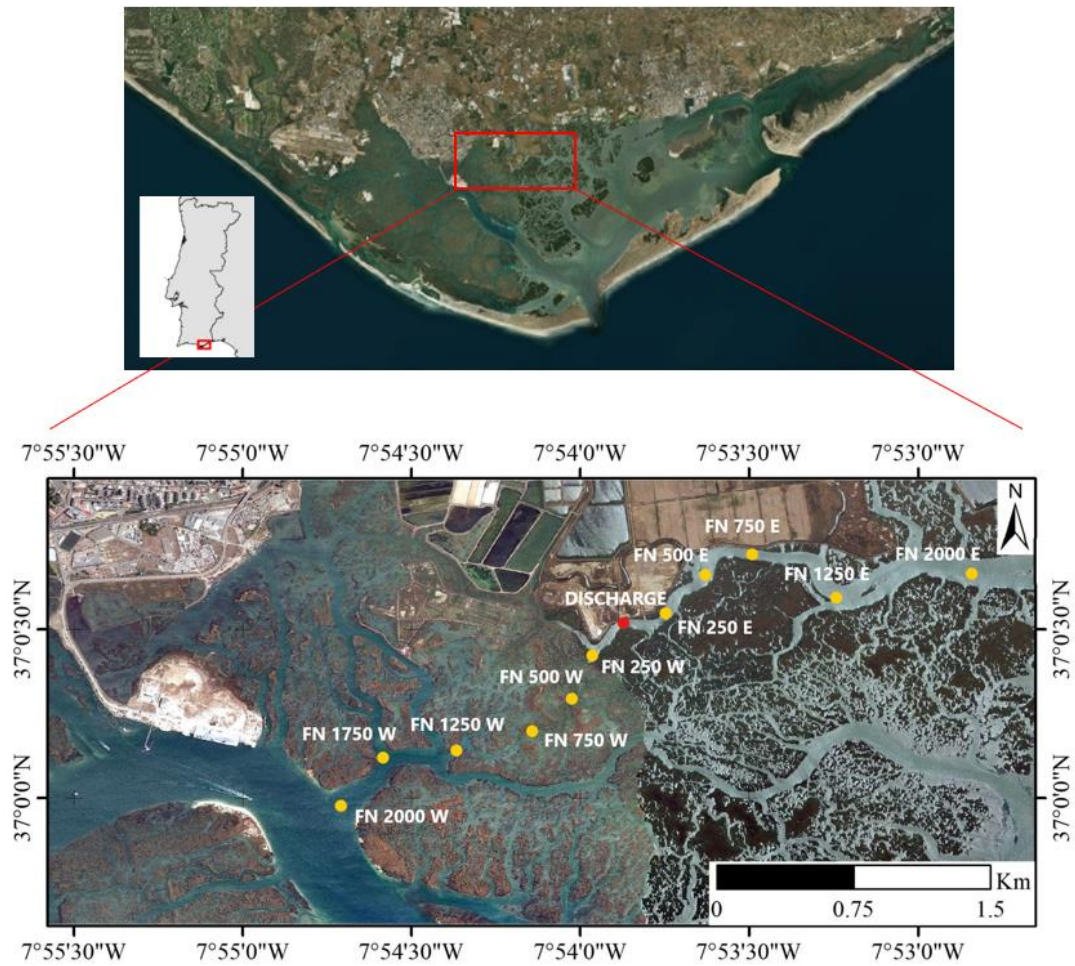 7°55'30"W 7°55'0"W 7°54'30"W 7°54'0"W 7°53'30"W 7°53'0"W
N
FN 750 E
FN 500 E
FN 2000 E
FN 1250 E
DISCHARGE
37°0'30"N
37°0'30"N
FN 250 E
FN 250 W
FN 500 W
FN 1250 W
FN 1750 W
FN 750 W
37°0'0"N
37°0'0"N
FN 2000 W
Km
0 0.75 1.5
7°55'30"W 7°55'0"W 7°54'30"W 7°54'0"W 7°53'30"W 7°53'0"W